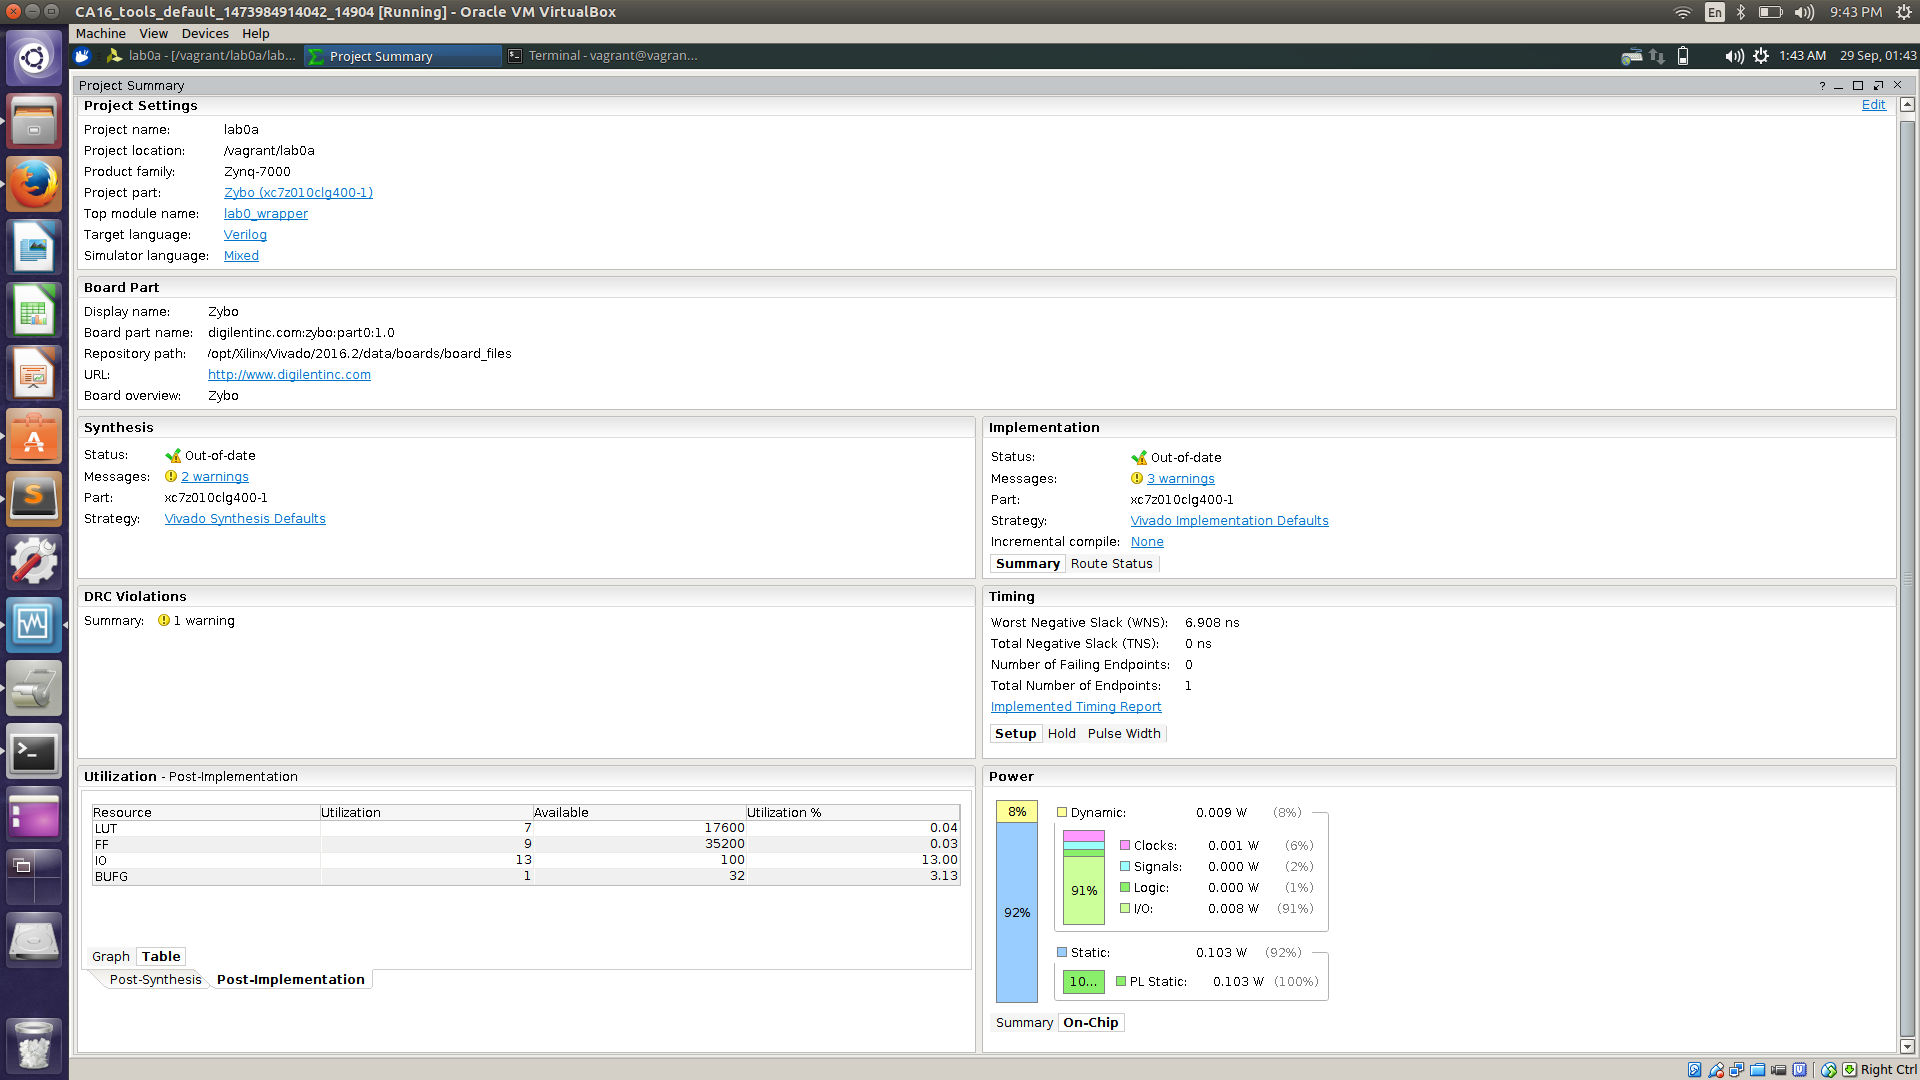 CA16_tools_default_1473984914042_14904 [Running] - Oracle VM VirtualBox
En
9:43 PM
Machine View Devices Help
lab0a - [/vagrant/lab0a/lab...
Project Summary
Terminal - vagrant@vagran...
1:43 AM 29 Sep, 01:43
Project Summary
Project Settings
Edit
Project name: lab0a
Project location: /vagrant/lab0a
Product family: Zynq-7000
Project part: Zybo (xc7z010clg400-1)
Top module name: lab0_wrapper
Target language: Verilog
Simulator language: Mixed
Board Part
Display name: Zybo
Board part name: digilentinc.com:zybo:part0:1.0
Repository path: /opt/Xilinx/Vivado/2016.2/data/boards/board_files
URL: http://www.digilentinc.com
Board overview: Zybo
Synthesis
Status: Out-of-date
Messages: 2 warnings
Part: xc7z010clg400-1
Strategy: Vivado Synthesis Defaults
Implementation
Status: Out-of-date
Messages: 3 warnings
Part: xc7z010clg400-1
Strategy: Vivado Implementation Defaults
Incremental compile: None
Summary Route Status
DRC Violations
Summary: 1 warning
Timing
Worst Negative Slack (WNS): 6.908 ns
Total Negative Slack (TNS): 0 ns
Number of Failing Endpoints: 0
Total Number of Endpoints: 1
Implemented Timing Report
Setup Hold Pulse Width
Utilization - Post-Implementation
Resource Utilization Available Utilization %
LUT 7 17600 0.04
FF 9 35200 0.03
IO 13 100 13.00
BUFG 1 32 3.13
Graph Table
Post-Synthesis Post-Implementation
Power
8%
92%
Dynamic: 0.009 W (8%)
91%
Clocks: 0.001 W (6%)
Signals: 0.000 W (2%)
Logic: 0.000 W (1%)
I/O: 0.008 W (91%)
Static: 0.103 W (92%)
10...
PL Static: 0.103 W (100%)
Summary On-Chip
Right Ctrl